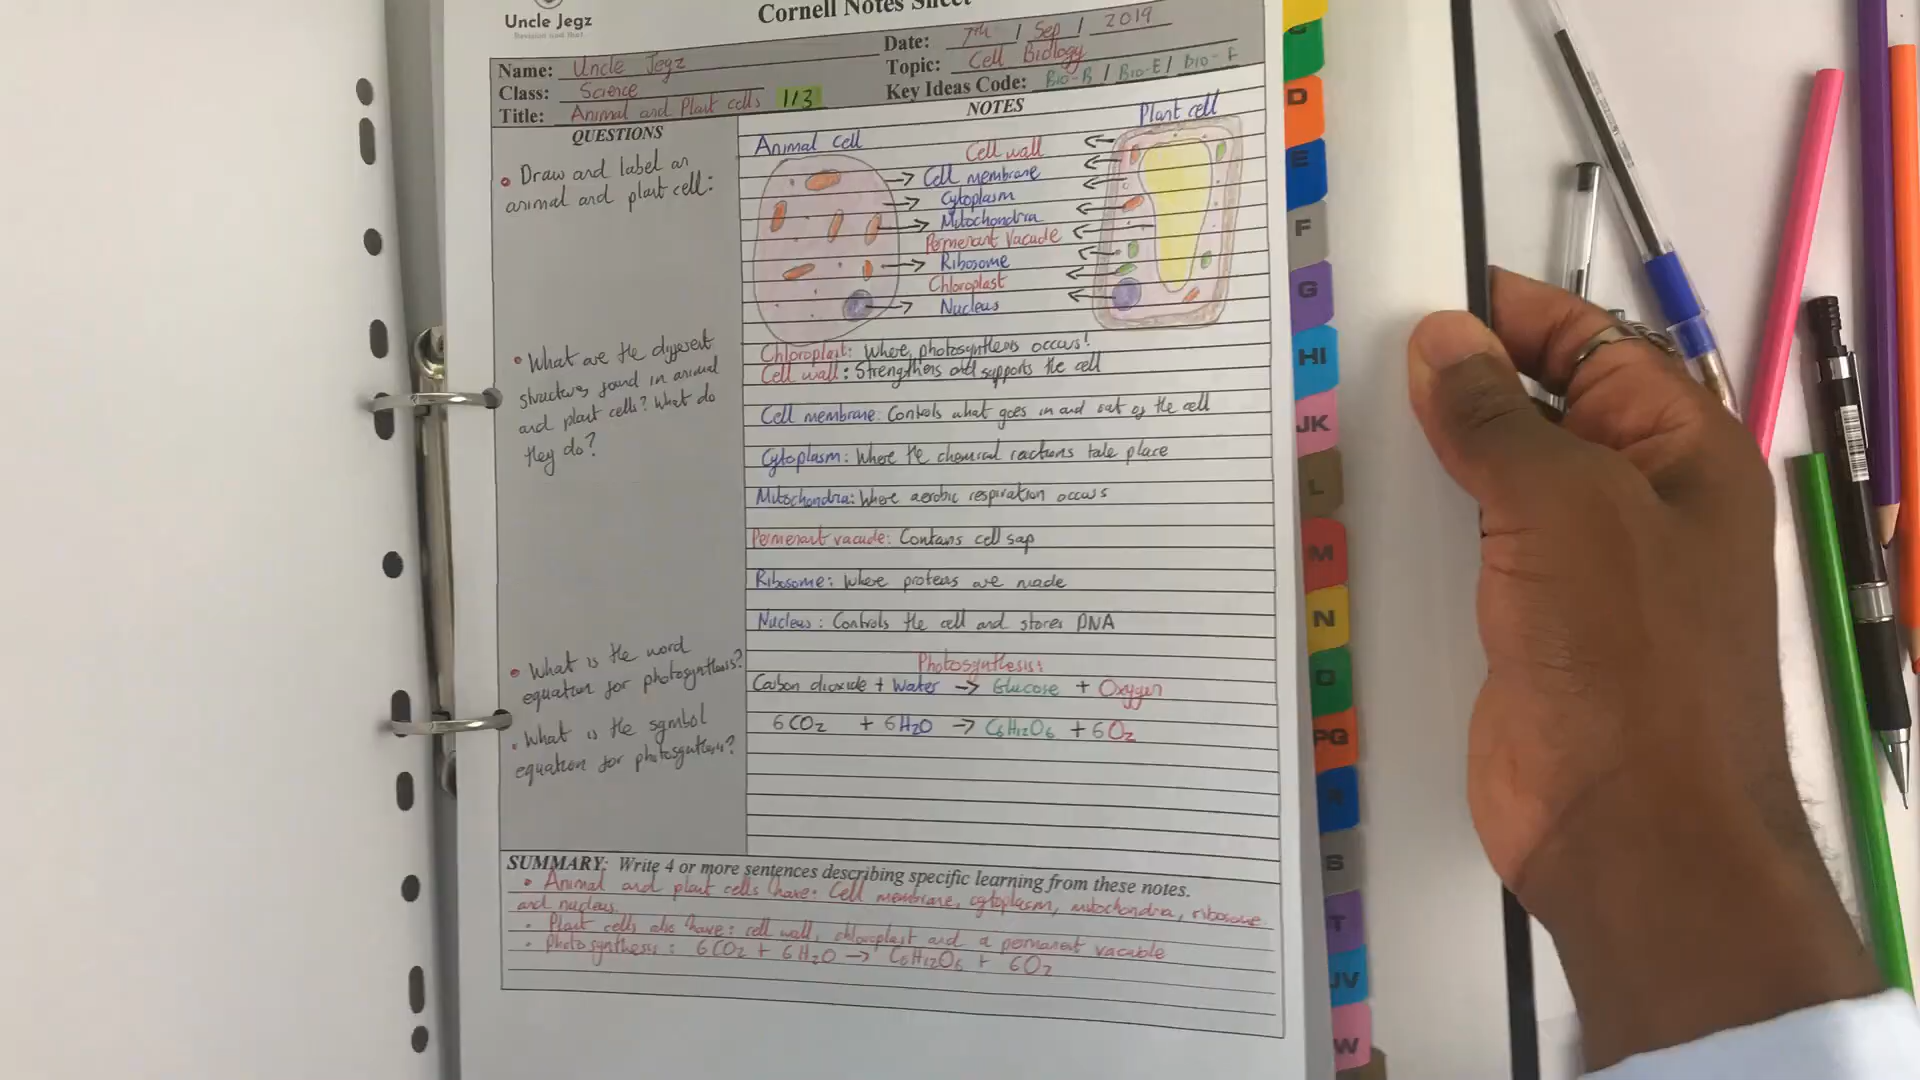 Uncle Jegz
Revision and that
Cornell Notes Sheet
Name: Uncle Jegz
Class: Science
Title: Animal and Plant cells 1/3
Date: 7th / Sep / 2019
Topic: Cell Biology
Key Ideas Code: Bio-B / Bio-E / Bio-F
QUESTIONS
• Draw and label an
animal and plant cell:
• What are the different
structures found in animal
and plant cells? What do
they do?
• What is the word
equation for photosynthesis?
• What is the symbol
equation for photosynthesis?
NOTES
Animal Cell
Plant cell
Cell wall
Cell membrane
Cytoplasm
Mitochondria
Permenant Vacuole
Ribosome
Chloroplast
Nucleus
Chloroplast: Where photosynthesis occurs!
Cell wall: Strengthens and supports the cell
Cell membrane: Controls what goes in and out of the cell
Cytoplasm: Where the chemical reactions take place
Mitochondria: Where aerobic respiration occurs
Permenant vacuole: Contains cell sap
Ribosome: Where proteins are made
Nucleus: Controls the cell and stores DNA
Photosynthesis:
Carbon dioxide + Water → Glucose + Oxygen
6CO2 + 6H2O → C6H12O6 + 6O2
SUMMARY: Write 4 or more sentences describing specific learning from these notes.
• Animal and plant cells have: Cell membrane, cytoplasm, mitochondria, ribosome
and nucleus.
• Plant cells also have: cell wall, chloroplast and a permanent vacuole
• Photosynthesis: 6CO2 + 6H2O → C6H12O6 + 6O2
C
D
E
F
G
HI
JK
L
M
N
O
PQ
R
S
T
UV
W